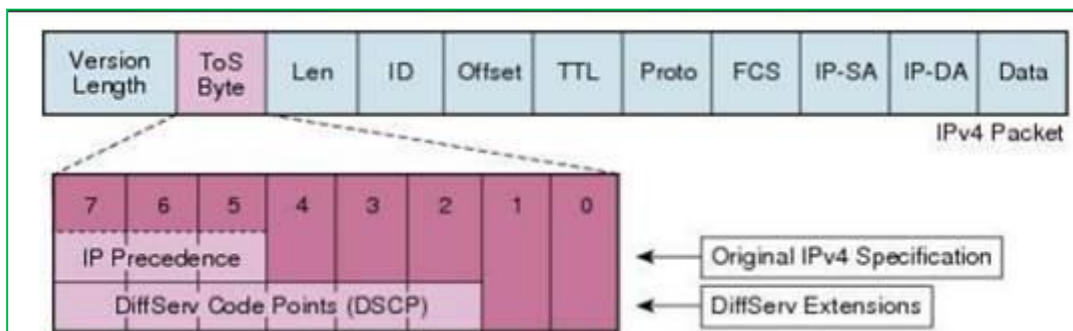 Version Length ToS Byte Len ID Offset TTL Proto FCS IP-SA IP-DA Data
IPv4 Packet
7 6 5 4 3 2 1 0
IP Precedence Original IPv4 Specification
DiffServ Code Points (DSCP) DiffServ Extensions